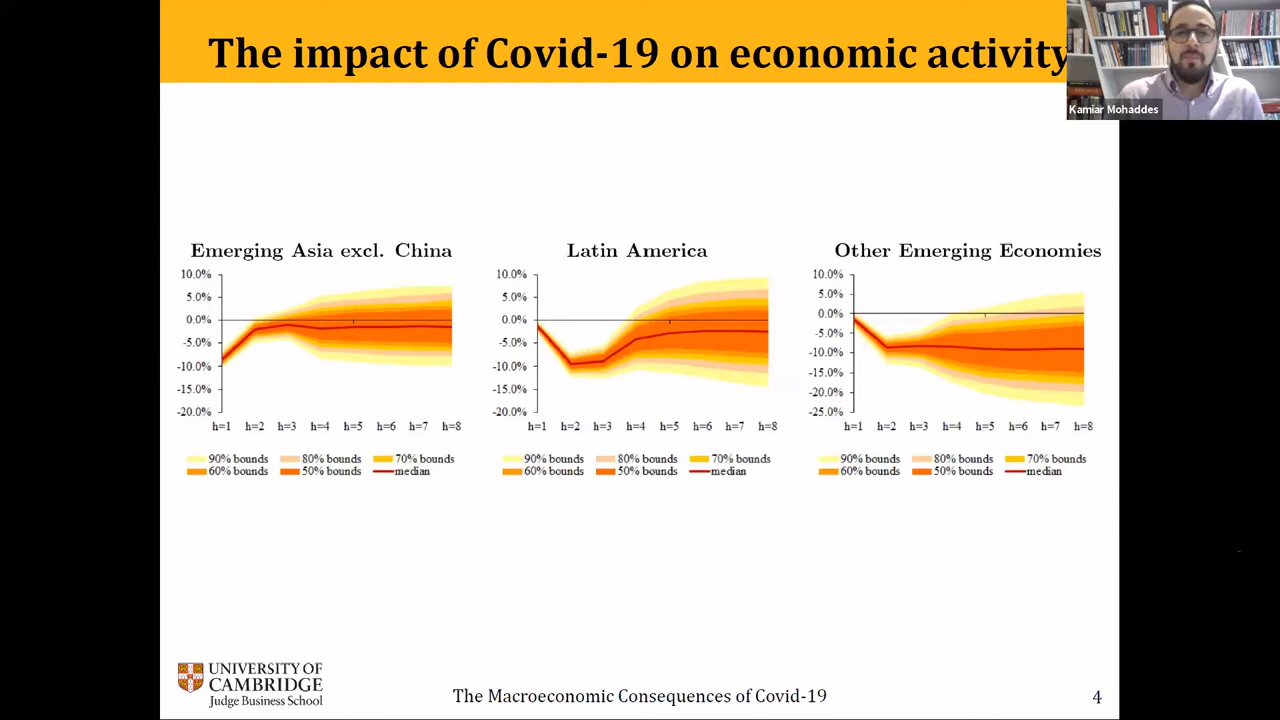 The impact of Covid-19 on economic activity
Kamiar Mohaddes
Emerging Asia excl. China
10.0%
5.0%
0.0%
-5.0%
-10.0%
-15.0%
-20.0%
h=1 h=2 h=3 h=4 h=5 h=6 h=7 h=8
90% bounds 80% bounds 70% bounds
60% bounds 50% bounds median
Latin America
10.0%
5.0%
0.0%
-5.0%
-10.0%
-15.0%
-20.0%
h=1 h=2 h=3 h=4 h=5 h=6 h=7 h=8
90% bounds 80% bounds 70% bounds
60% bounds 50% bounds median
Other Emerging Economies
10.0%
5.0%
0.0%
-5.0%
-10.0%
-15.0%
-20.0%
-25.0%
h=1 h=2 h=3 h=4 h=5 h=6 h=7 h=8
90% bounds 80% bounds 70% bounds
60% bounds 50% bounds median
UNIVERSITY OF
CAMBRIDGE
Judge Business School
The Macroeconomic Consequences of Covid-19
4